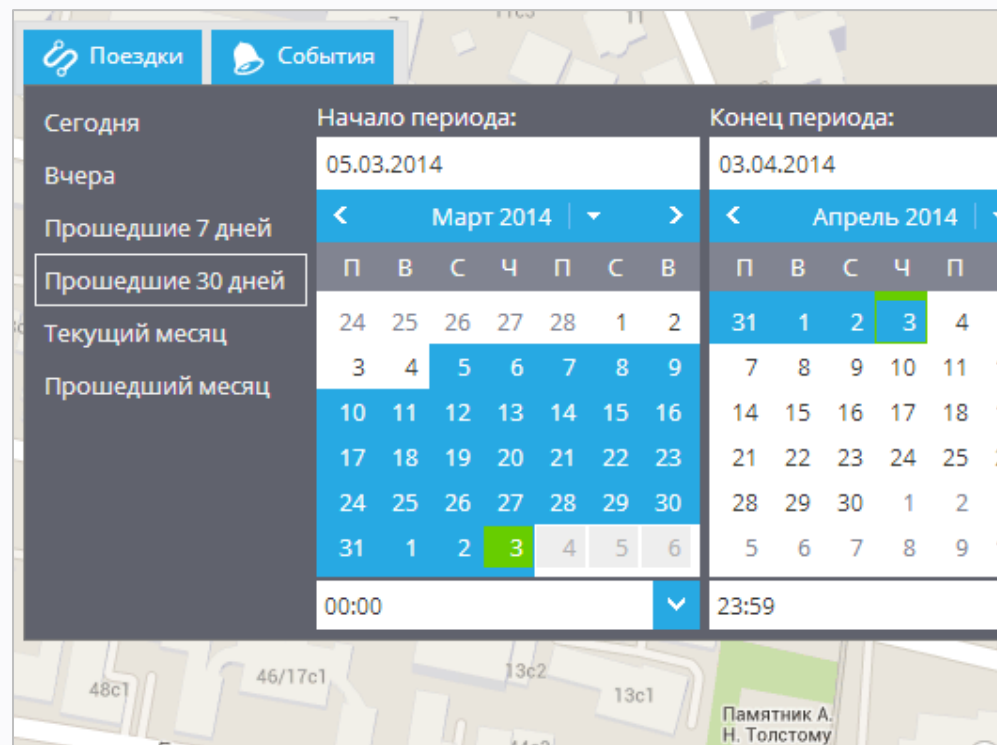 11с3
11
Поездки
События
Сегодня
Вчера
Прошедшие 7 дней
Прошедшие 30 дней
Текущий месяц
Прошедший месяц
Начало периода:
05.03.2014
Март 2014
П В С Ч П С В
24 25 26 27 28 1 2
3 4 5 6 7 8 9
10 11 12 13 14 15 16
17 18 19 20 21 22 23
24 25 26 27 28 29 30
31 1 2 3 4 5 6
00:00
Конец периода:
03.04.2014
Апрель 2014
П В С Ч П
31 1 2 3 4
7 8 9 10 11
14 15 16 17 18
21 22 23 24 25
28 29 30 1 2
5 6 7 8 9
23:59
48с1
46/17с1
13с2
13с1
Памятник А.
Н. Толстому